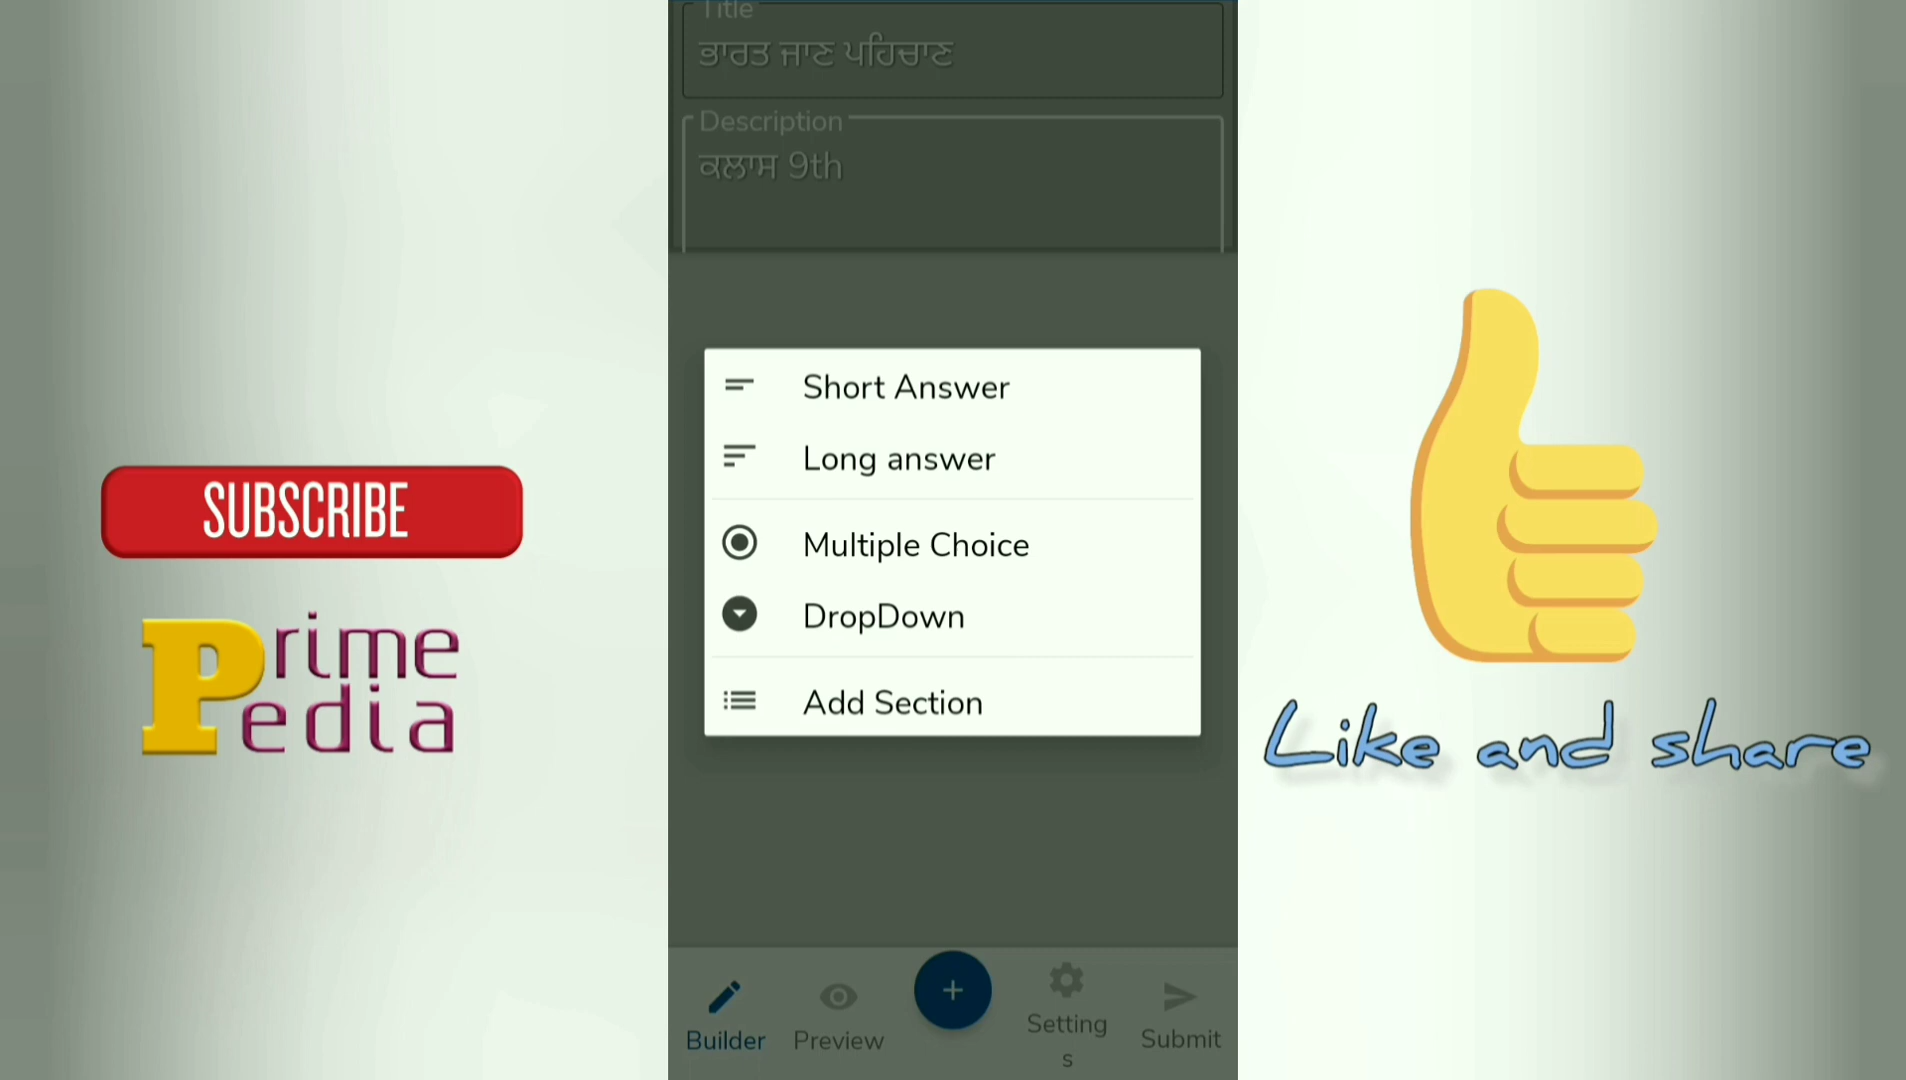 Title
ਭਾਰਤ ਜਾਣ ਪਹਿਚਾਣ
Description
ਕਲਾਸ 9th
Short Answer
Long answer
Multiple Choice
DropDown
Add Section
Builder
Preview
+
Setting
s
Submit
SUBSCRIBE
Prime
Pedia
Like and share